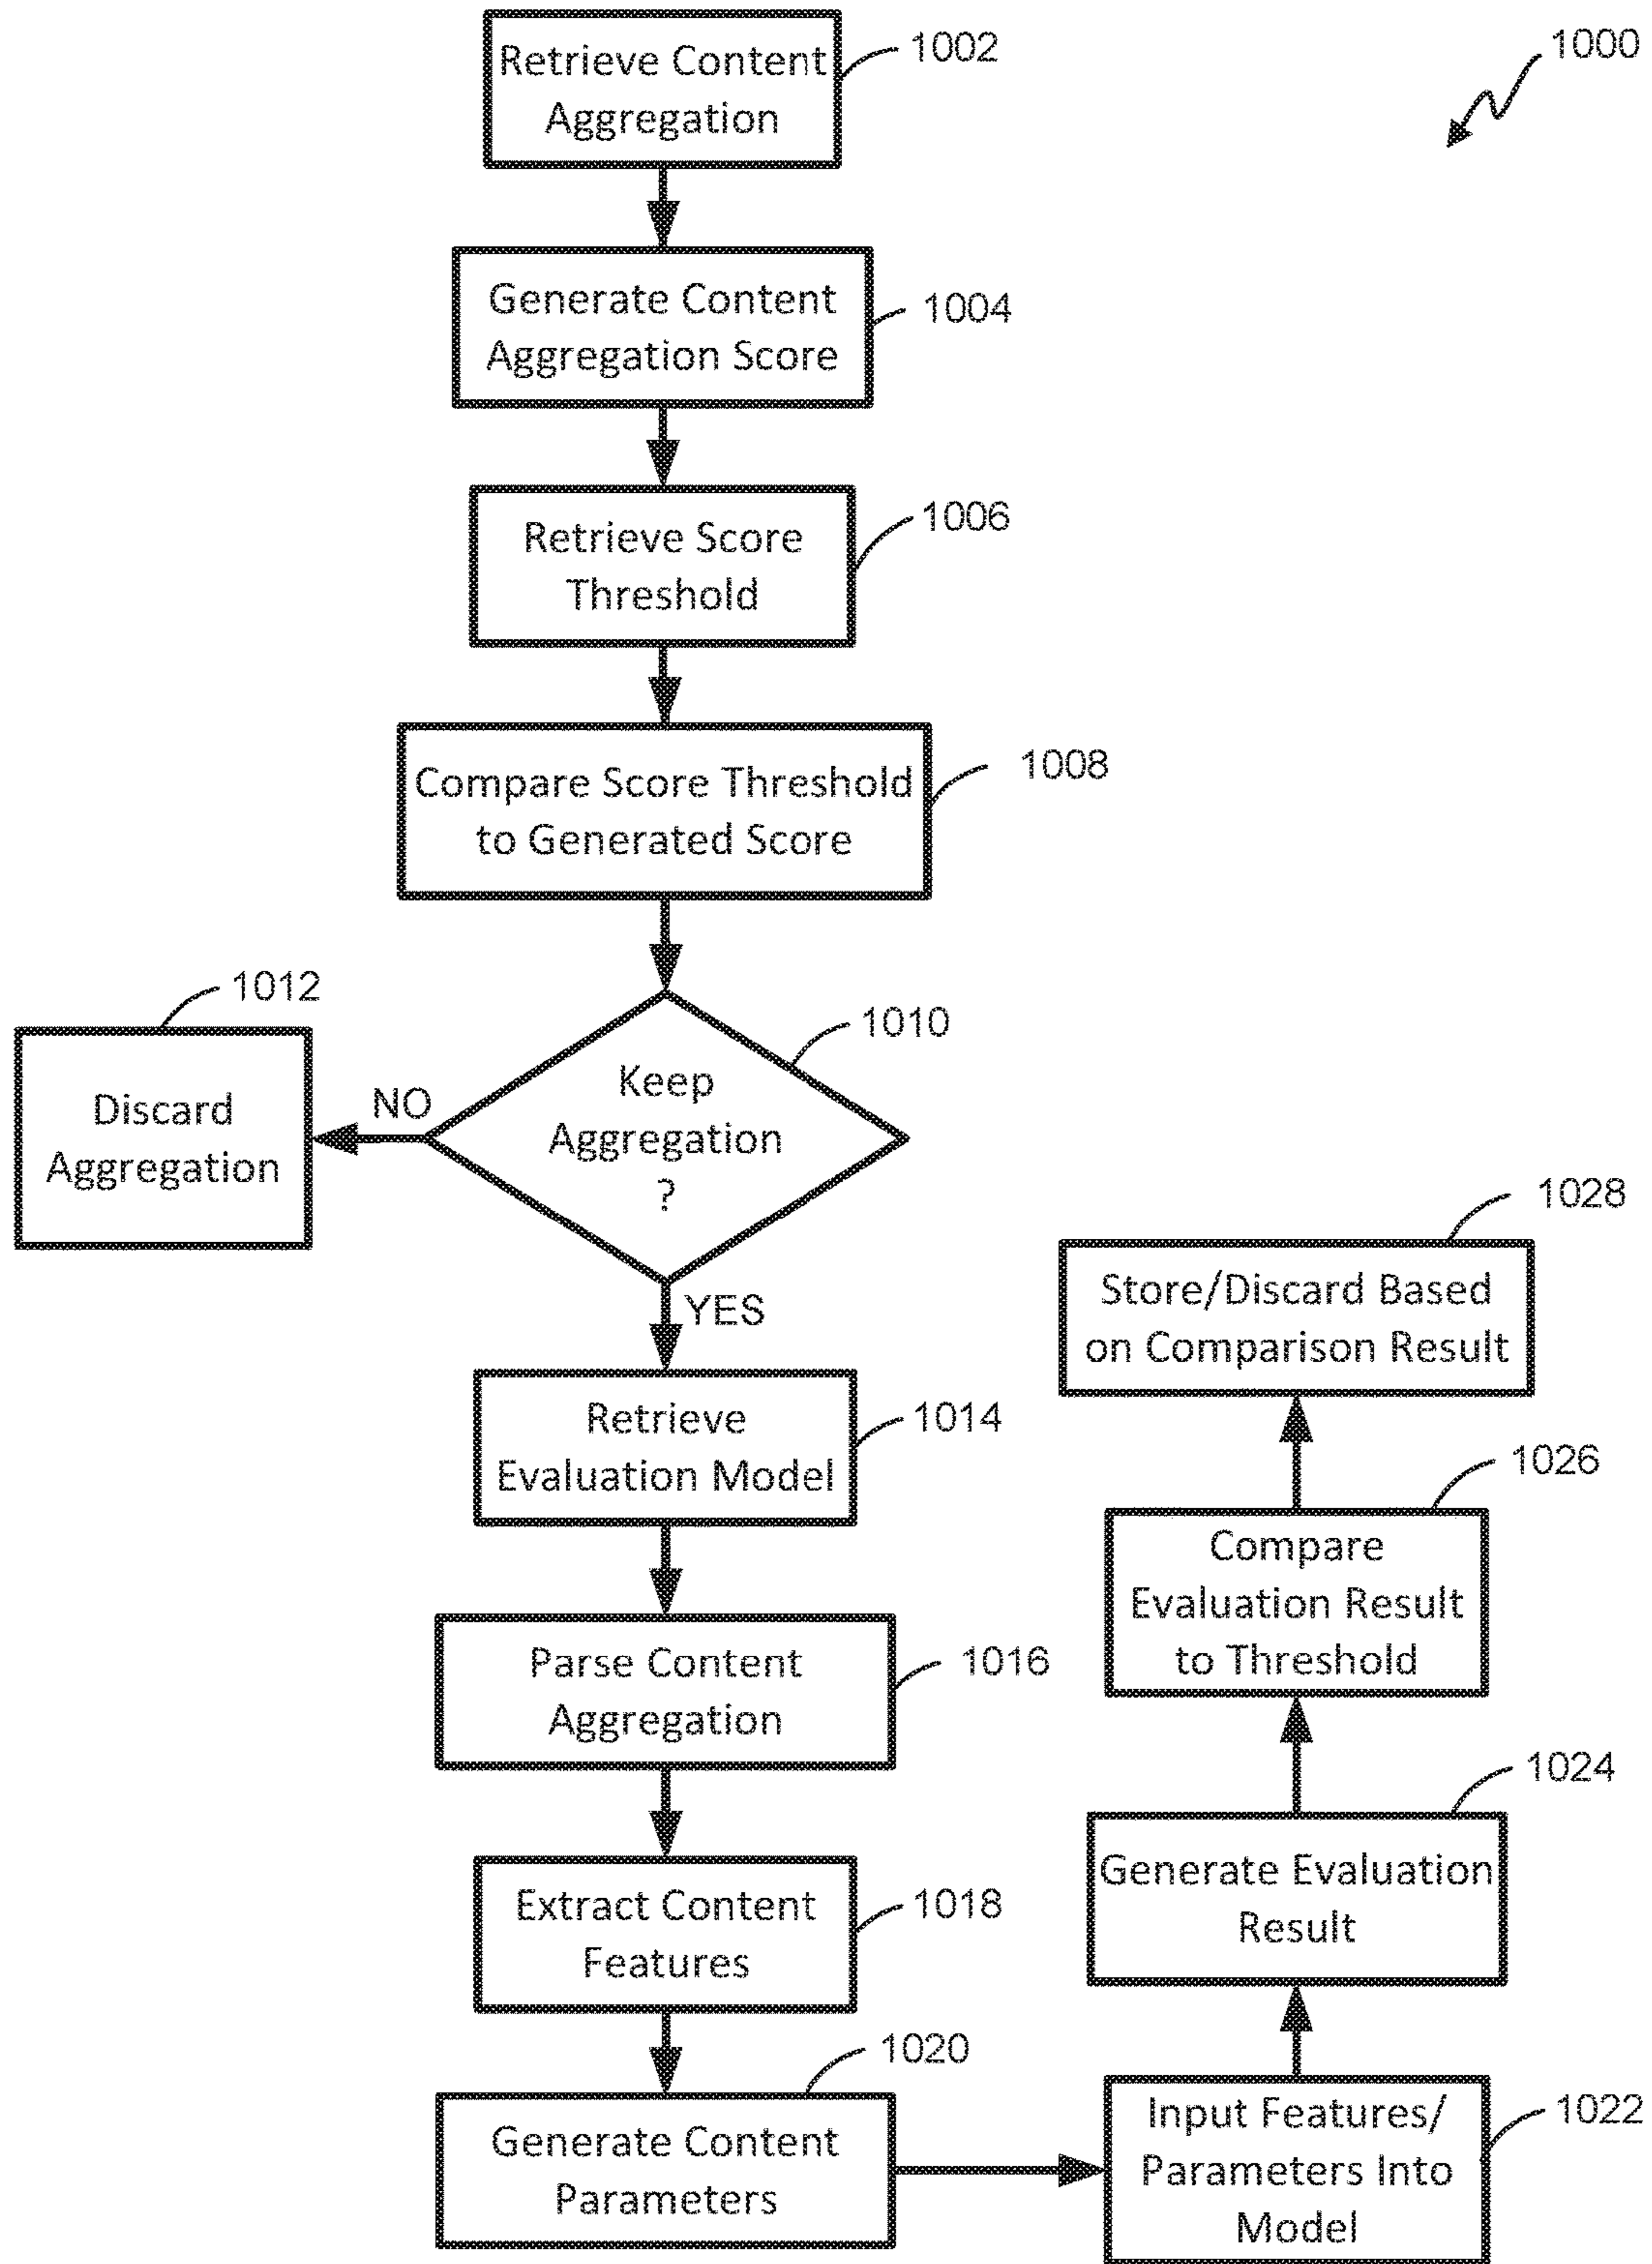 1000
Retrieve Content
Aggregation
1002
Generate Content
Aggregation Score
1004
Retrieve Score
Threshold
1006
Compare Score Threshold
to Generated Score
1008
Keep
Aggregation
?
1010
NO
Discard
Aggregation
1012
YES
Retrieve
Evaluation Model
1014
Parse Content
Aggregation
1016
Extract Content
Features
1018
Generate Content
Parameters
1020
Input Features/
Parameters Into
Model
1022
Generate Evaluation
Result
1024
Compare
Evaluation Result
to Threshold
1026
Store/Discard Based
on Comparison Result
1028